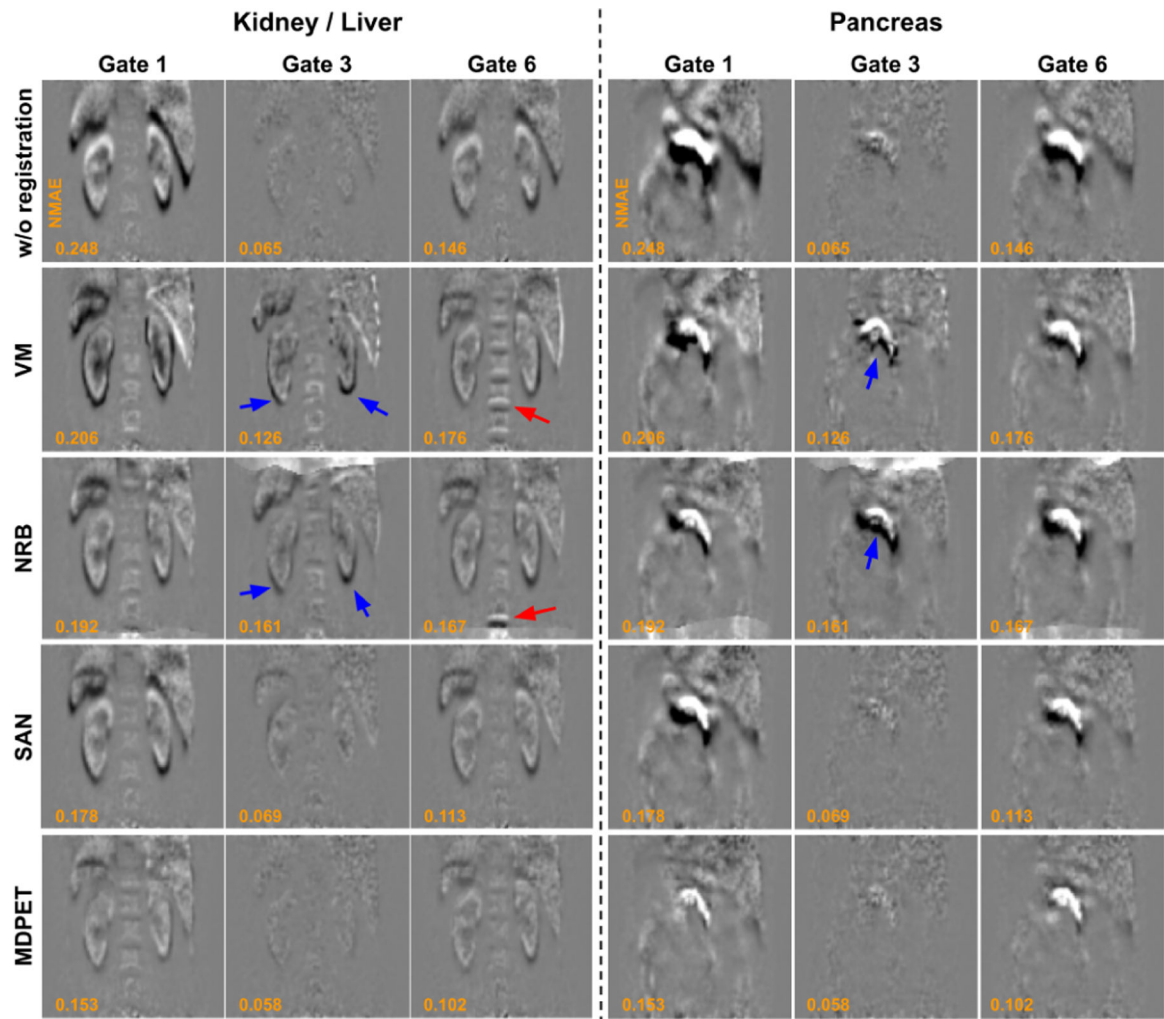 Kidney / Liver Pancreas
Gate 1 Gate 3 Gate 6 Gate 1 Gate 3 Gate 6
w/o registration NMAE 0.248 0.065 0.146 NMAE 0.248 0.065 0.146
VM 0.206 0.126 0.176 0.206 0.126 0.176
NRB 0.192 0.161 0.167 0.192 0.161 0.167
SAN 0.178 0.069 0.113 0.178 0.069 0.113
MDPET 0.153 0.058 0.102 0.153 0.058 0.102